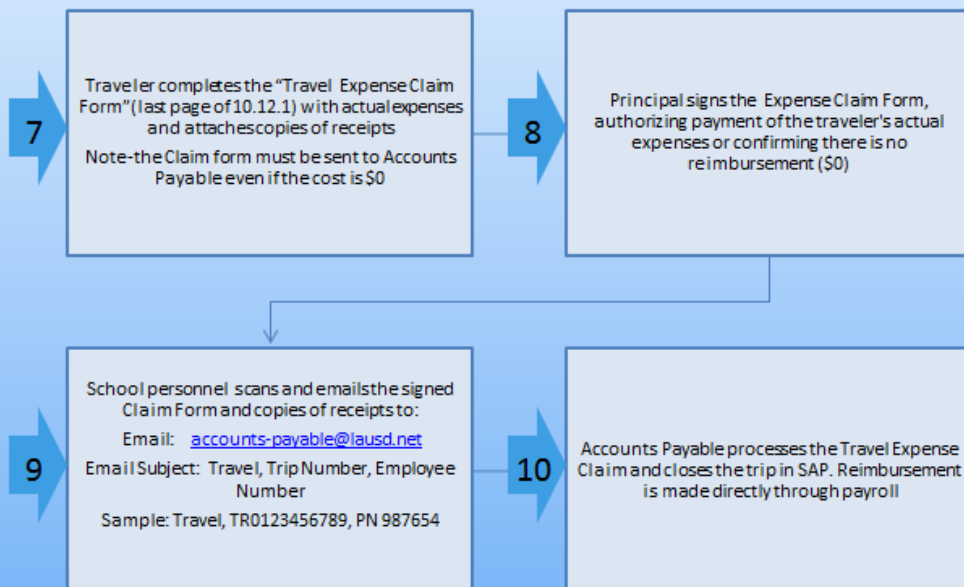 7
Traveler completes the “Travel Expense Claim
Form”(last page of 10.12.1) with actual expenses
and attaches copies of receipts
Note-the Claim form must be sent to Accounts
Payable even if the cost is $0
8
Principal signs the Expense Claim Form,
authorizing payment of the traveler's actual
expenses or confirming there is no
reimbursement ($0)
9
School personnel scans and emails the signed
Claim Form and copies of receipts to:
Email: accounts-payable@lausd.net
Email Subject: Travel, Trip Number, Employee
Number
Sample: Travel, TR0123456789, PN 987654
10
Accounts Payable processes the Travel Expense
Claim and closes the trip in SAP. Reimbursement
is made directly through payroll